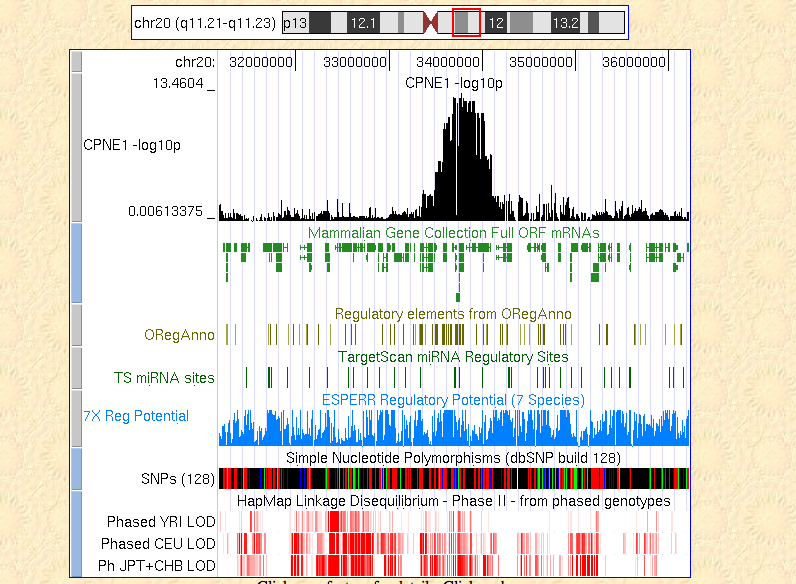 chr20 (q11.21-q11.23) p13 12.1 12 13.2
chr20: 32000000 33000000 34000000 35000000 36000000
13.4604 _ CPNE1 -log10p
CPNE1 -log10p
0.00613375 _
Mammalian Gene Collection Full ORF mRNAs
Regulatory elements from ORegAnno
ORegAnno
TargetScan miRNA Regulatory Sites
TS miRNA sites
ESPERR Regulatory Potential (7 Species)
7X Reg Potential
Simple Nucleotide Polymorphisms (dbSNP build 128)
SNPs (128)
HapMap Linkage Disequilibrium - Phase II - from phased genotypes
Phased YRI LOD
Phased CEU LOD
Ph JPT+CHB LOD